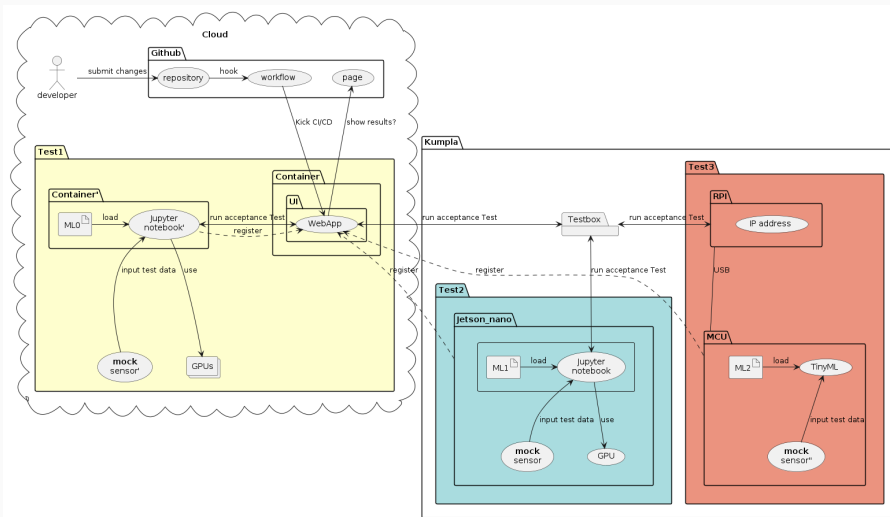 Cloud
Github
developer
submit changes
repository
hook
workflow
page
Kick CI/CD
show results?
Kumpla
Test1
Container'
ML0
load
Jupyter
notebook'
run acceptance Test
register
Container
UI
WebApp
run acceptance Test
Testbox
run acceptance Test
Test3
RPI
IP address
input test data
use
mock
sensor'
GPUs
register
register
run acceptance Test
USB
Test2
Jetson_nano
ML1
load
Jupyter
notebook
input test data
use
mock
sensor
GPU
MCU
ML2
load
TinyML
input test data
mock
sensor"